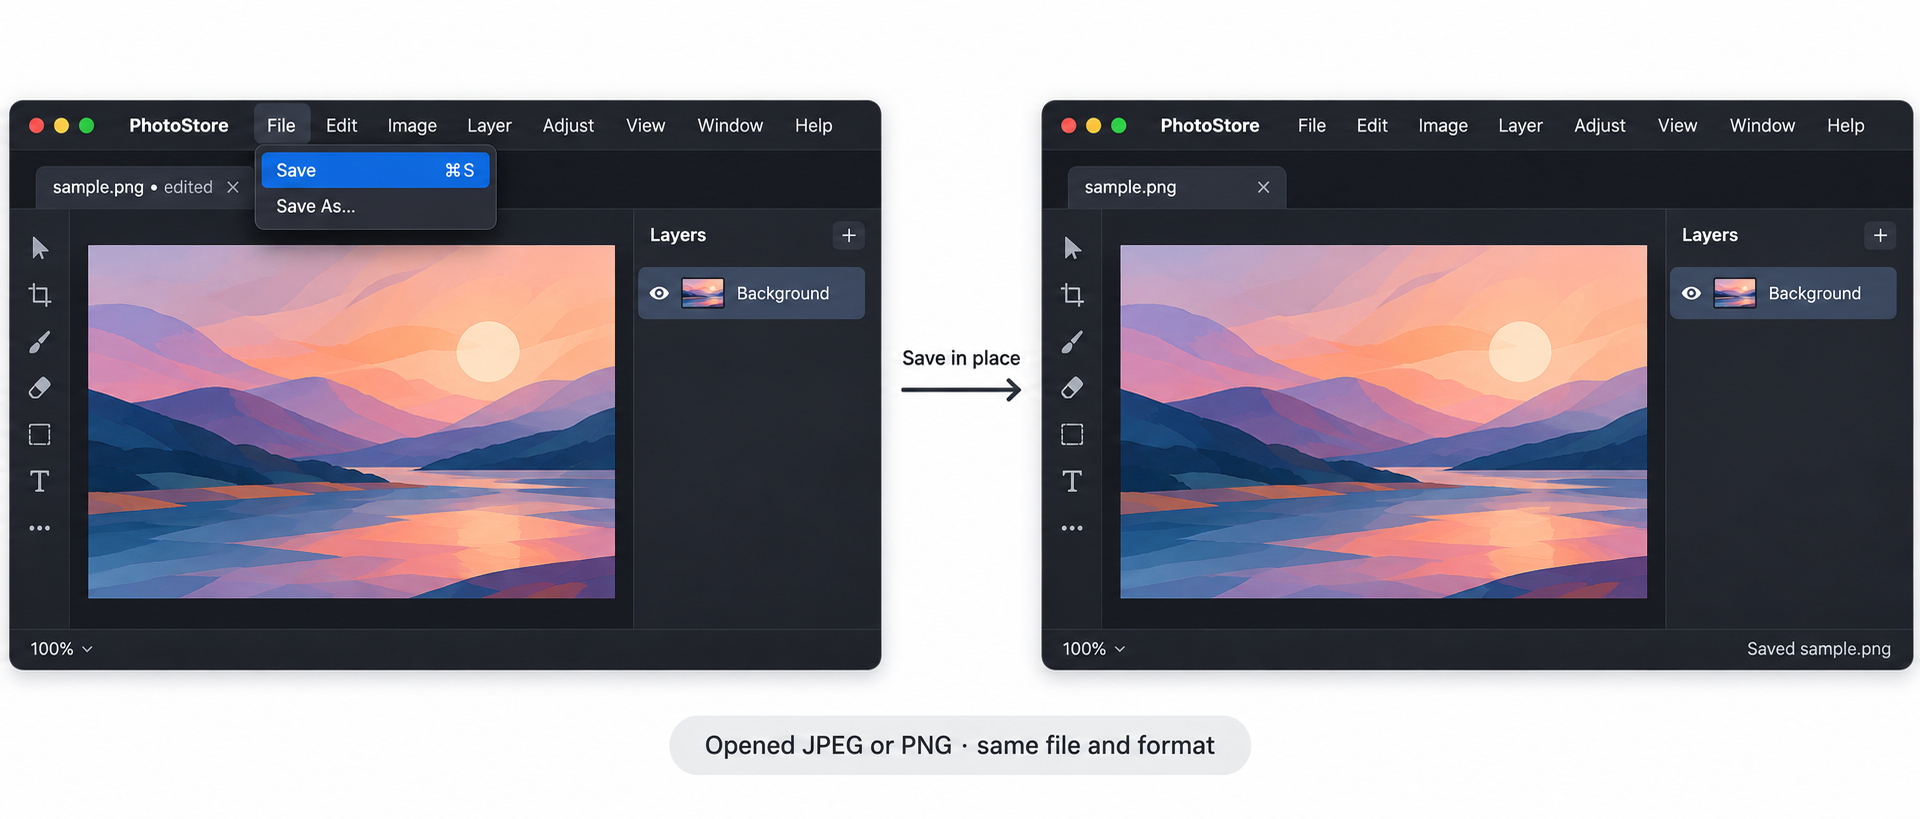 PhotoStore File Edit Image Layer Adjust View Window Help
Save ⌘S
Save As...
sample.png • edited
Layers
Background
100%
Save in place
PhotoStore File Edit Image Layer Adjust View Window Help
sample.png
Layers
Background
100%
Saved sample.png
Opened JPEG or PNG · same file and format